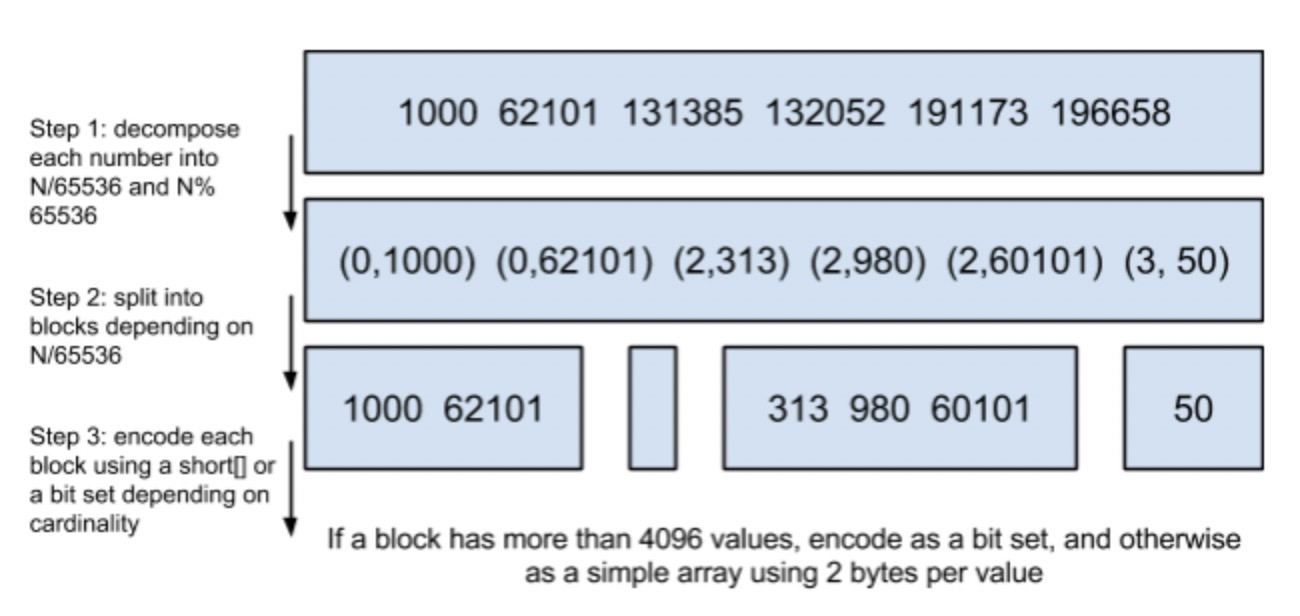 1000 62101 131385 132052 191173 196658
Step 1: decompose
each number into
N/65536 and N%
65536
(0,1000) (0,62101) (2,313) (2,980) (2,60101) (3, 50)
Step 2: split into
blocks depending on
N/65536
1000 62101
313 980 60101
50
Step 3: encode each
block using a short[] or
a bit set depending on
cardinality
If a block has more than 4096 values, encode as a bit set, and otherwise
as a simple array using 2 bytes per value